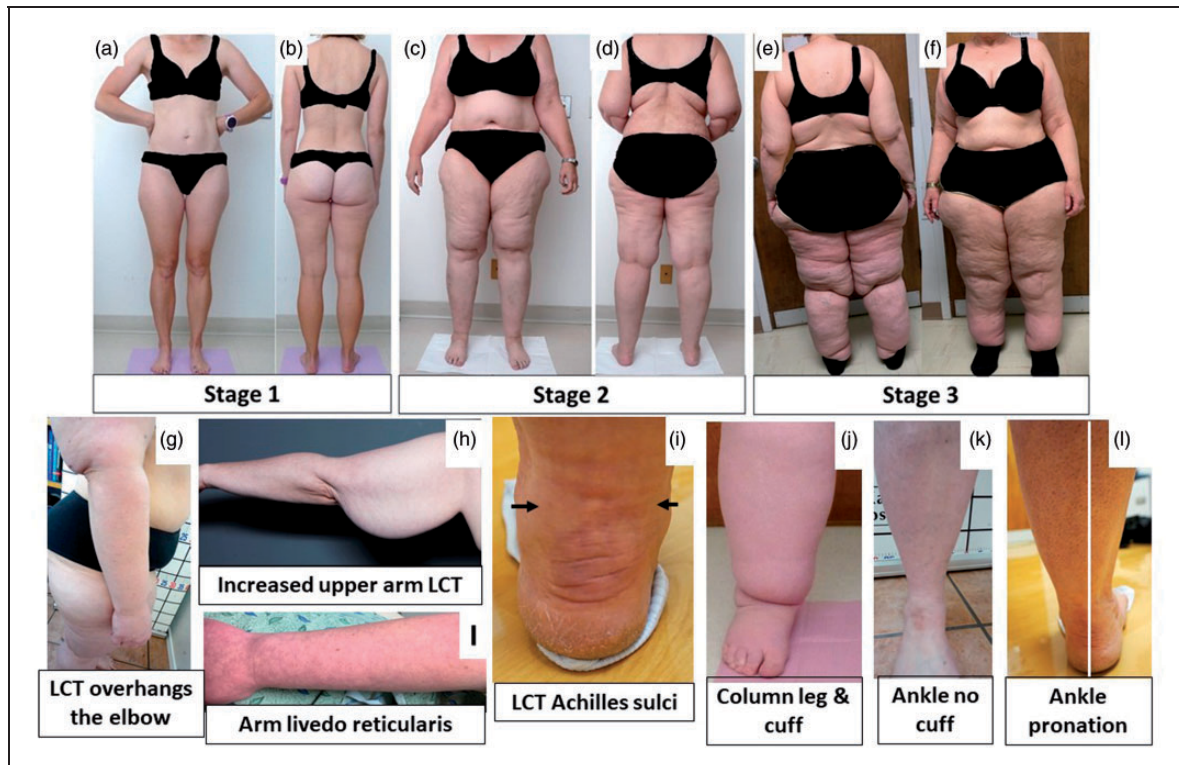 (a)
(b)
(c)
(d)
(e)
(f)
Stage 1
Stage 2
Stage 3
(g)
(h)
(i)
(j)
(k)
(l)
Increased upper arm LCT
I
LCT overhangs
the elbow
Arm livedo reticularis
LCT Achilles sulci
Column leg &
cuff
Ankle no
cuff
Ankle
pronation